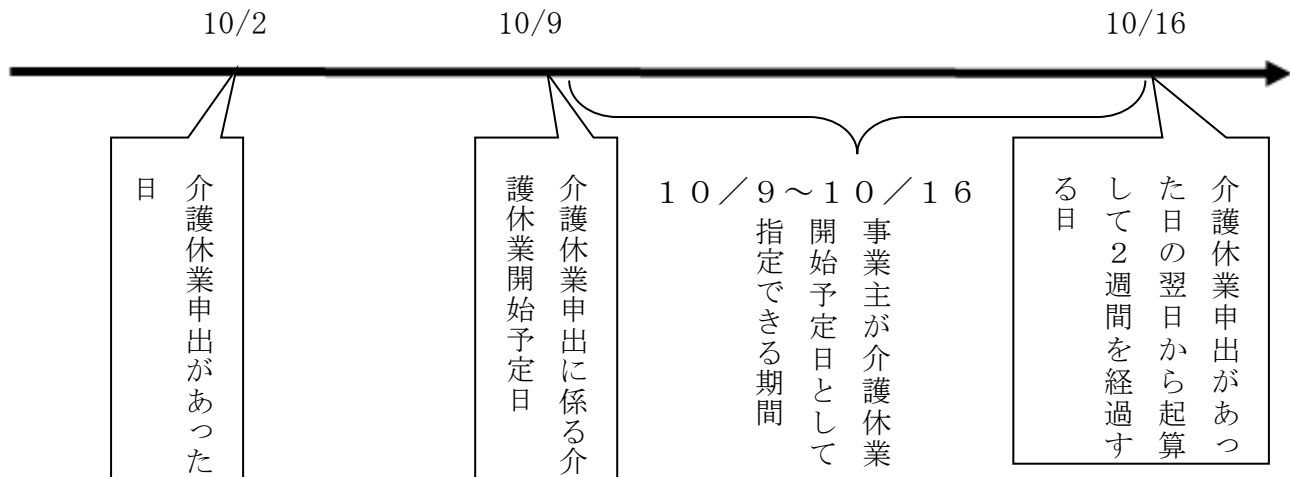 10/2
10/9
10/16
介護休業申出があった
日
介護休業申出に係る介
護休業開始予定日
１０／９～１０／１６
事業主が介護休業
開始予定日として
指定できる期間
介護休業申出があっ
た日の翌日から起算
して２週間を経過す
る日